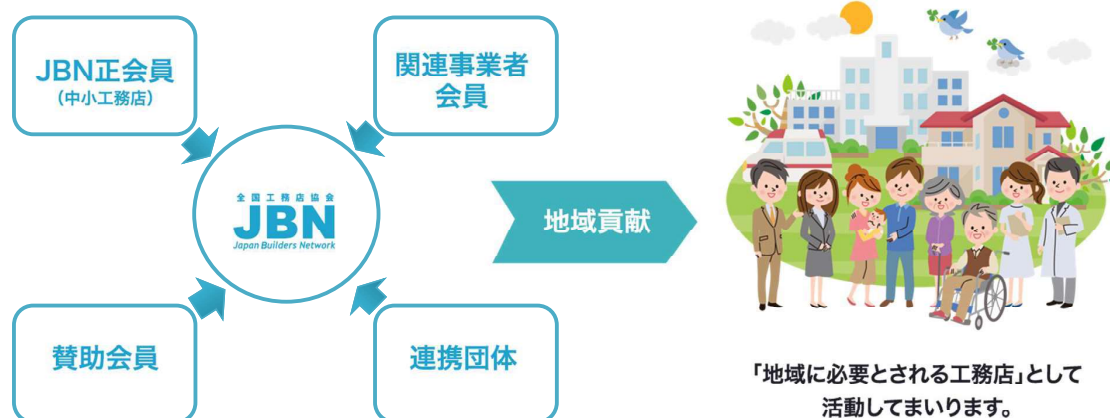 JBN正会員
(中小工務店)
関連事業者
会員
全国工務店協会
JBN
Japan Builders Network
地域貢献
賛助会員
連携団体
「地域に必要とされる工務店」として
活動してまいります。